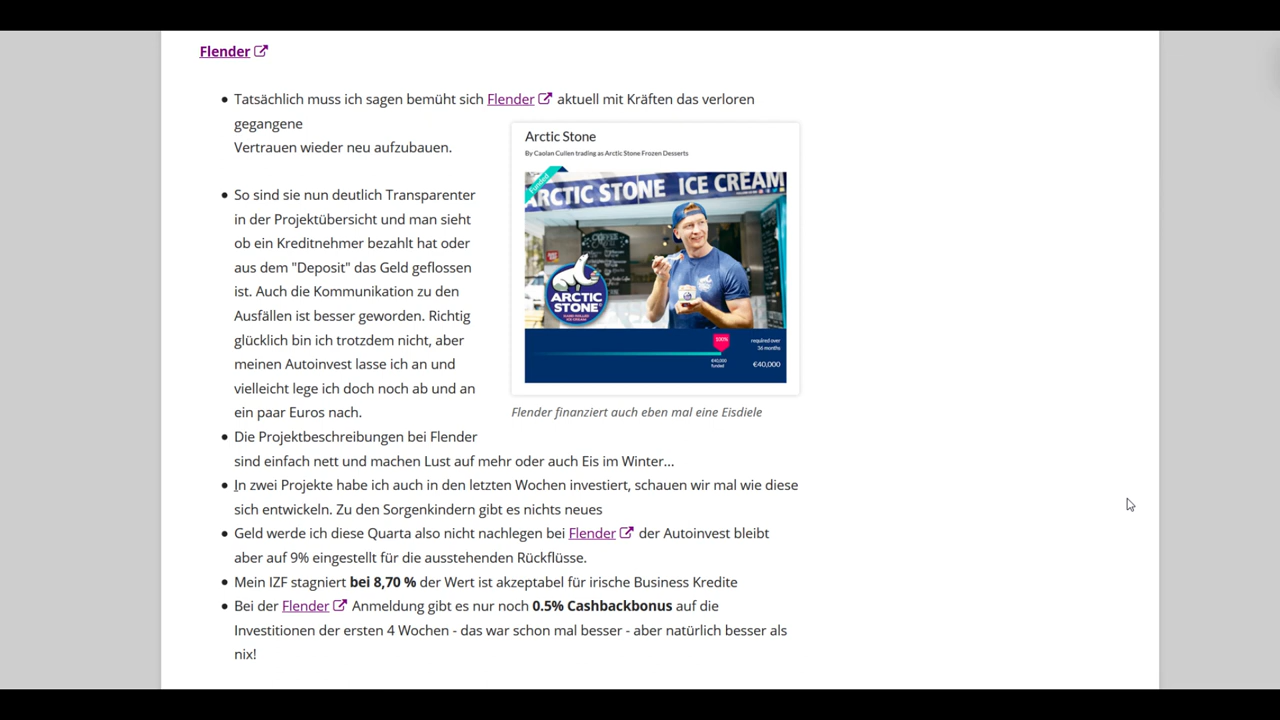 Flender
Tatsächlich muss ich sagen bemüht sich Flender aktuell mit Kräften das verloren
gegangene
Vertrauen wieder neu aufzubauen.
Arctic Stone
By Caolan Cullen trading as Arctic Stone Frozen Desserts
Funded
ARCTIC STONE ICE CREAM
ARCTIC
STONE
100%
€40,000
funded
required over
36 months
€40,000
Flender finanziert auch eben mal eine Eisdiele
So sind sie nun deutlich Transparenter
in der Projektübersicht und man sieht
ob ein Kreditnehmer bezahlt hat oder
aus dem "Deposit" das Geld geflossen
ist. Auch die Kommunikation zu den
Ausfällen ist besser geworden. Richtig
glücklich bin ich trotzdem nicht, aber
meinen Autoinvest lasse ich an und
vielleicht lege ich doch noch ab und an
ein paar Euros nach.
Die Projektbeschreibungen bei Flender
sind einfach nett und machen Lust auf mehr oder auch Eis im Winter...
In zwei Projekte habe ich auch in den letzten Wochen investiert, schauen wir mal wie diese
sich entwickeln. Zu den Sorgenkindern gibt es nichts neues
Geld werde ich diese Quarta also nicht nachlegen bei Flender der Autoinvest bleibt
aber auf 9% eingestellt für die ausstehenden Rückflüsse.
Mein IZF stagniert bei 8,70 % der Wert ist akzeptabel für irische Business Kredite
Bei der Flender Anmeldung gibt es nur noch 0.5% Cashbackbonus auf die
Investitionen der ersten 4 Wochen - das war schon mal besser - aber natürlich besser als
nix!